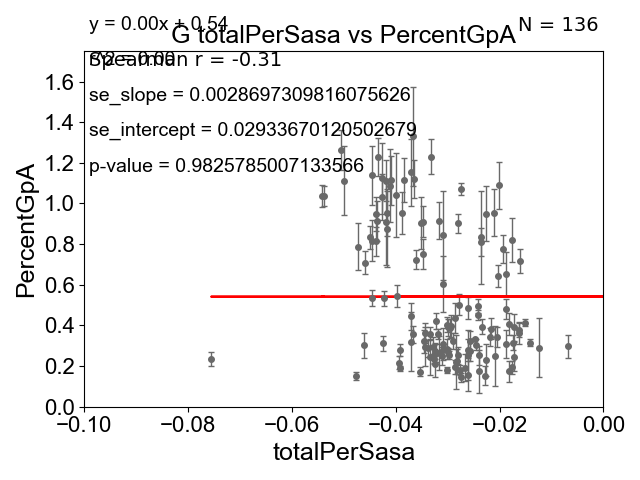 y = 0.00x + 0.54
N = 136
G totalPerSasa vs PercentGpA
Spearman r = -0.31
se_slope = 0.0028697309816075626
se_intercept = 0.02933670120502679
p-value = 0.9825785007133566
1.6
1.4
1.2
1.0
0.8
0.6
0.4
0.2
0.0
PercentGpA
−0.10 −0.08 −0.06 −0.04 −0.02 0.00
totalPerSasa